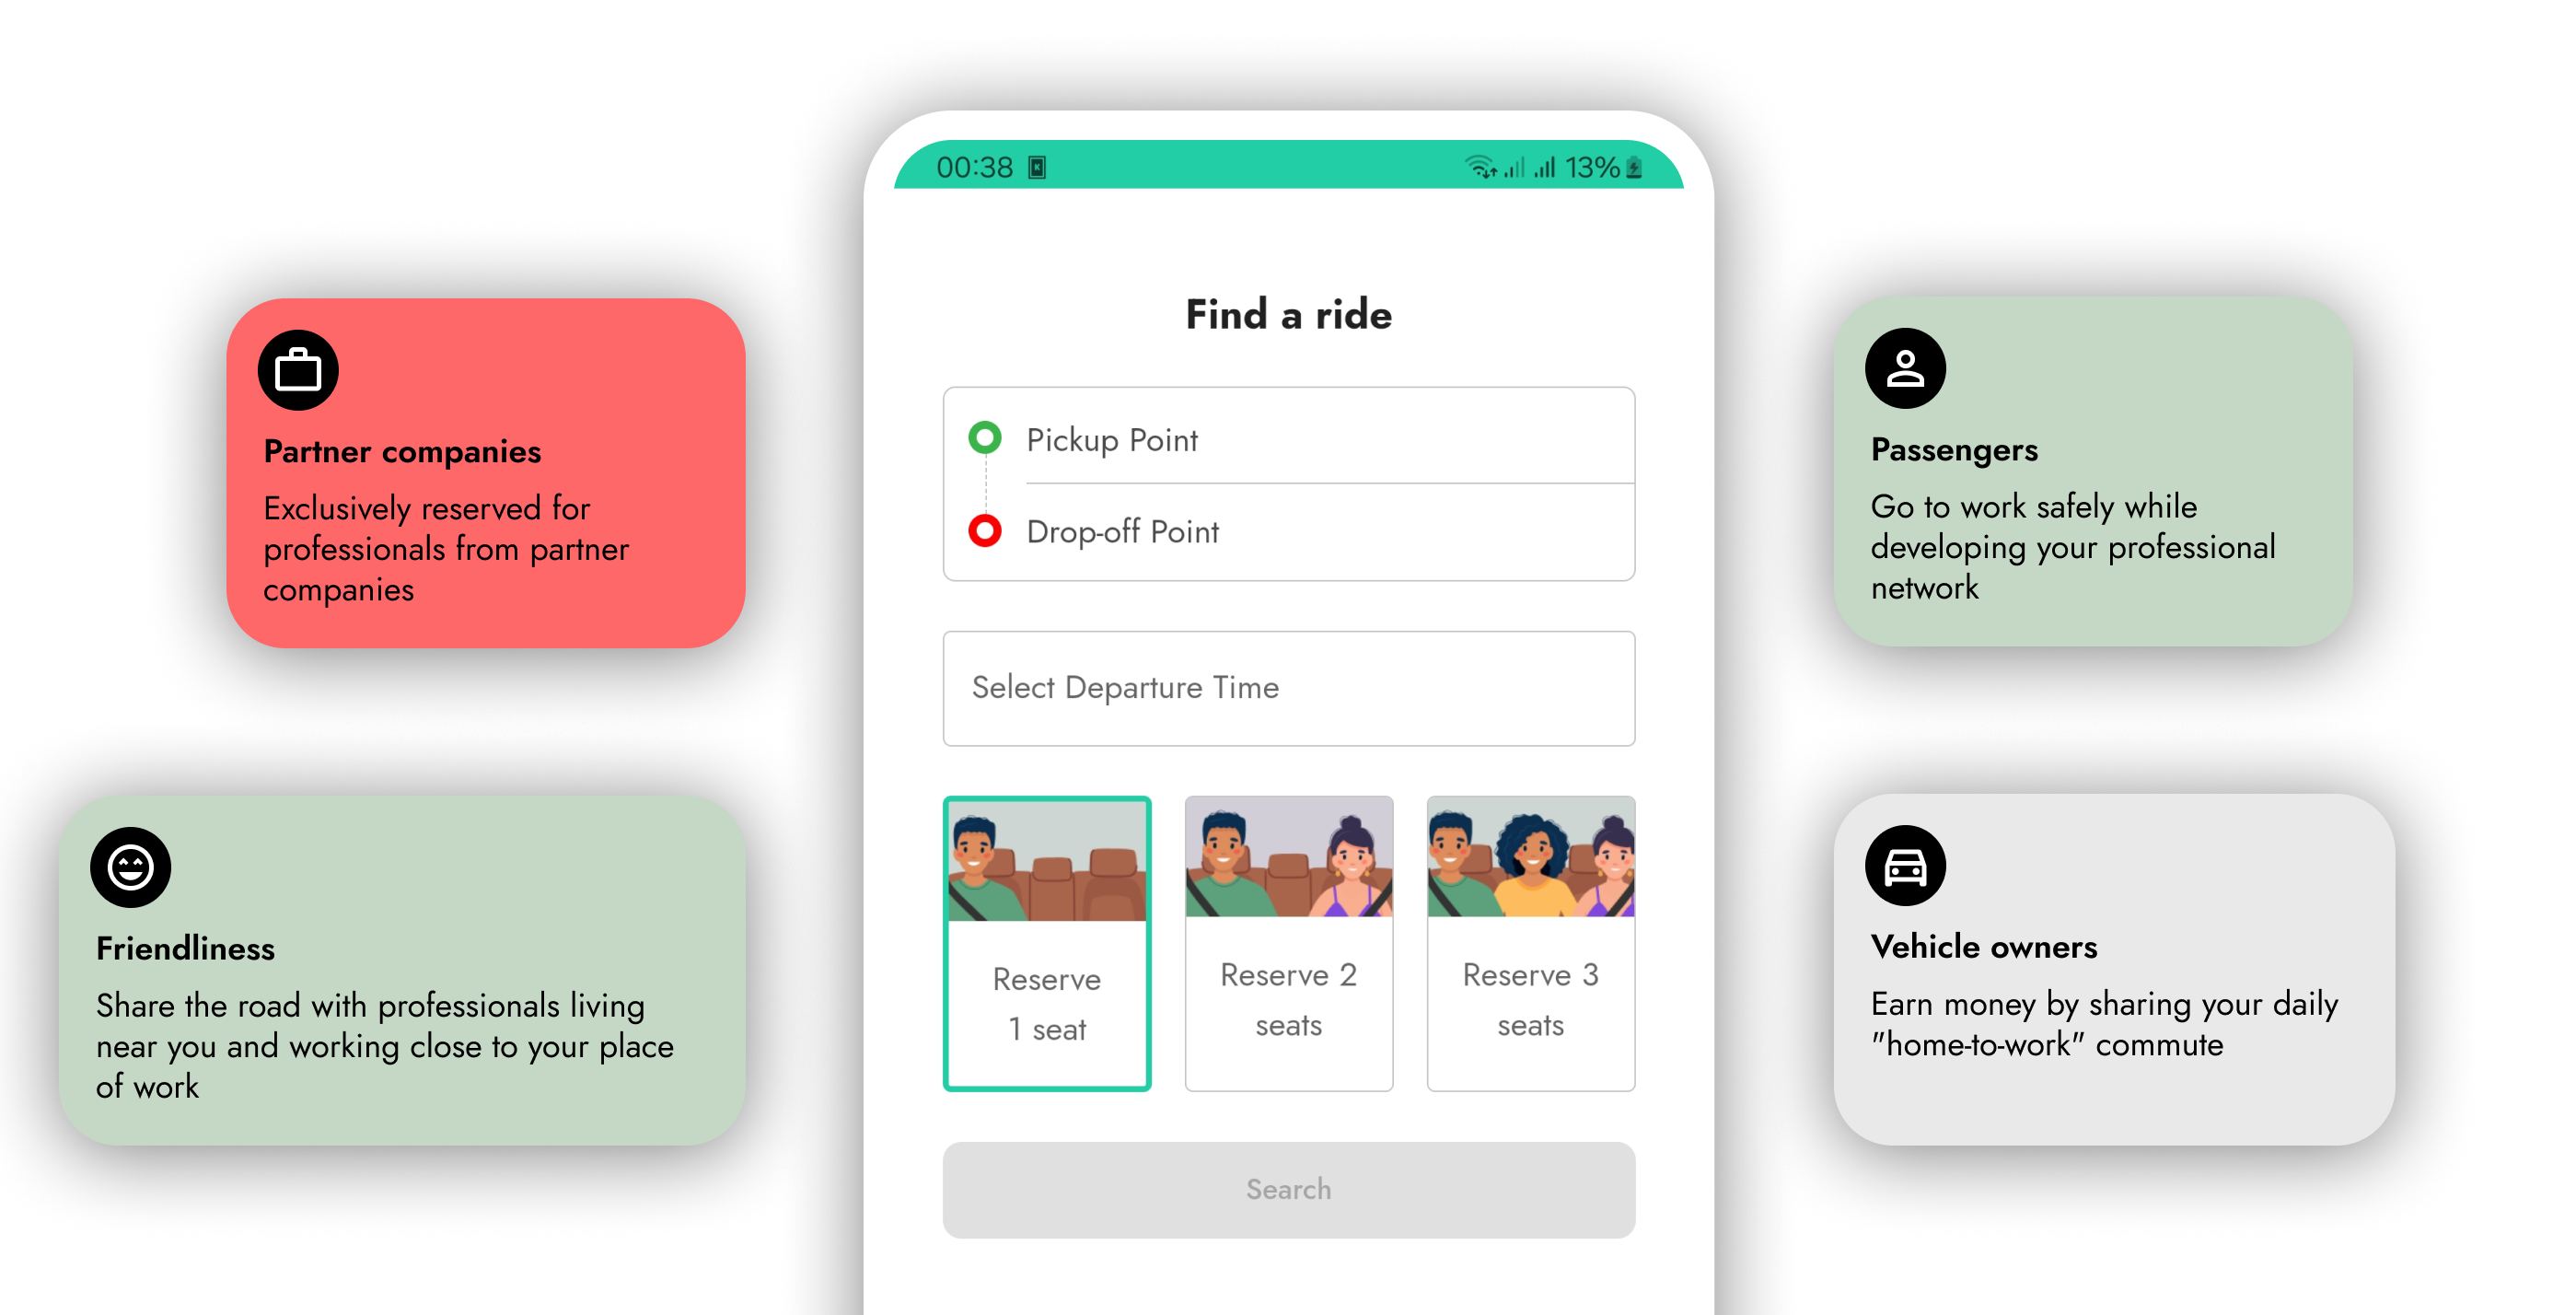 00:38
13%
Find a ride
Pickup Point
Drop-off Point
Select Departure Time
Reserve
1 seat
Reserve 2
seats
Reserve 3
seats
Search
Partner companies
Exclusively reserved for
professionals from partner
companies
Friendliness
Share the road with professionals living
near you and working close to your place
of work
Passengers
Go to work safely while
developing your professional
network
Vehicle owners
Earn money by sharing your daily
"home-to-work" commute